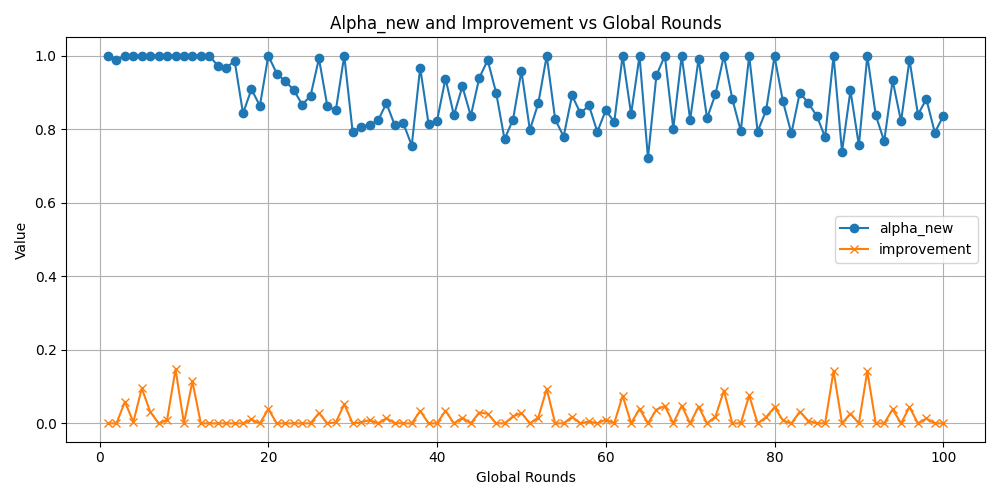 Alpha_new and Improvement vs Global Rounds
1.0
0.8
0.6
0.4
0.2
0.0
Value
alpha_new
improvement
0 20 40 60 80 100
Global Rounds